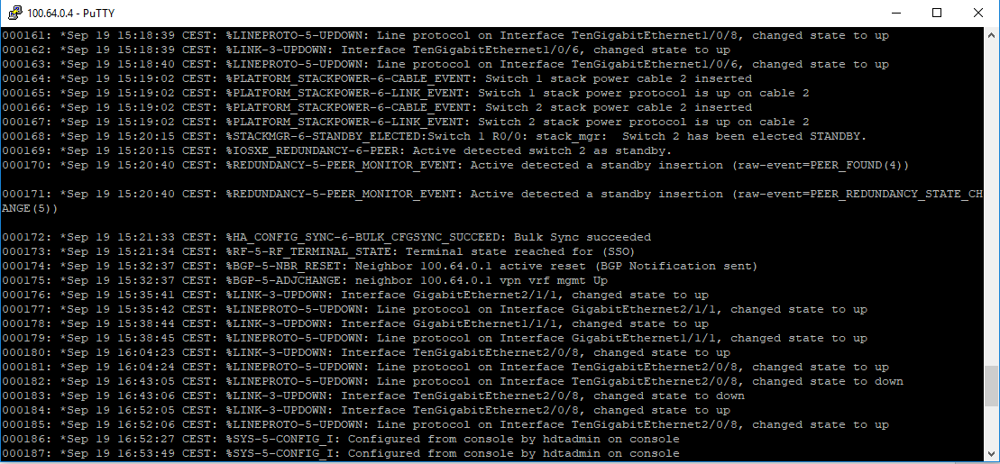 100.64.0.4 - PuTTY
000161: *Sep 19 15:18:39 CEST: %LINEPROTO-5-UPDOWN: Line protocol on Interface TenGigabitEthernet1/0/8, changed state to up
000162: *Sep 19 15:18:39 CEST: %LINK-3-UPDOWN: Interface TenGigabitEthernet1/0/6, changed state to up
000163: *Sep 19 15:18:40 CEST: %LINEPROTO-5-UPDOWN: Line protocol on Interface TenGigabitEthernet1/0/6, changed state to up
000164: *Sep 19 15:19:02 CEST: %PLATFORM_STACKPOWER-6-CABLE_EVENT: Switch 1 stack power cable 2 inserted
000165: *Sep 19 15:19:02 CEST: %PLATFORM_STACKPOWER-6-LINK_EVENT: Switch 1 stack power protocol is up on cable 2
000166: *Sep 19 15:19:02 CEST: %PLATFORM_STACKPOWER-6-CABLE_EVENT: Switch 2 stack power cable 2 inserted
000167: *Sep 19 15:19:02 CEST: %PLATFORM_STACKPOWER-6-LINK_EVENT: Switch 2 stack power protocol is up on cable 2
000168: *Sep 19 15:20:15 CEST: %STACKMGR-6-STANDBY_ELECTED:Switch 1 R0/0: stack_mgr:  Switch 2 has been elected STANDBY.
000169: *Sep 19 15:20:15 CEST: %IOSXE_REDUNDANCY-6-PEER: Active detected switch 2 as standby.
000170: *Sep 19 15:20:40 CEST: %REDUNDANCY-5-PEER_MONITOR_EVENT: Active detected a standby insertion (raw-event=PEER_FOUND(4))
000171: *Sep 19 15:20:40 CEST: %REDUNDANCY-5-PEER_MONITOR_EVENT: Active detected a standby insertion (raw-event=PEER_REDUNDANCY_STATE_CH
ANGE(5))
000172: *Sep 19 15:21:33 CEST: %HA_CONFIG_SYNC-6-BULK_CFGSYNC_SUCCEED: Bulk Sync succeeded
000173: *Sep 19 15:21:34 CEST: %RF-5-RF_TERMINAL_STATE: Terminal state reached for (SSO)
000174: *Sep 19 15:32:37 CEST: %BGP-5-NBR_RESET: Neighbor 100.64.0.1 active reset (BGP Notification sent)
000175: *Sep 19 15:32:37 CEST: %BGP-5-ADJCHANGE: neighbor 100.64.0.1 vpn vrf mgmt Up
000176: *Sep 19 15:35:41 CEST: %LINK-3-UPDOWN: Interface GigabitEthernet2/1/1, changed state to up
000177: *Sep 19 15:35:42 CEST: %LINEPROTO-5-UPDOWN: Line protocol on Interface GigabitEthernet2/1/1, changed state to up
000178: *Sep 19 15:38:44 CEST: %LINK-3-UPDOWN: Interface GigabitEthernet1/1/1, changed state to up
000179: *Sep 19 15:38:45 CEST: %LINEPROTO-5-UPDOWN: Line protocol on Interface GigabitEthernet1/1/1, changed state to up
000180: *Sep 19 16:04:23 CEST: %LINK-3-UPDOWN: Interface TenGigabitEthernet2/0/8, changed state to up
000181: *Sep 19 16:04:24 CEST: %LINEPROTO-5-UPDOWN: Line protocol on Interface TenGigabitEthernet2/0/8, changed state to up
000182: *Sep 19 16:43:05 CEST: %LINEPROTO-5-UPDOWN: Line protocol on Interface TenGigabitEthernet2/0/8, changed state to down
000183: *Sep 19 16:43:06 CEST: %LINK-3-UPDOWN: Interface TenGigabitEthernet2/0/8, changed state to down
000184: *Sep 19 16:52:05 CEST: %LINK-3-UPDOWN: Interface TenGigabitEthernet2/0/8, changed state to up
000185: *Sep 19 16:52:06 CEST: %LINEPROTO-5-UPDOWN: Line protocol on Interface TenGigabitEthernet2/0/8, changed state to up
000186: *Sep 19 16:52:27 CEST: %SYS-5-CONFIG_I: Configured from console by hdtadmin on console
000187: *Sep 19 16:53:49 CEST: %SYS-5-CONFIG_I: Configured from console by hdtadmin on console